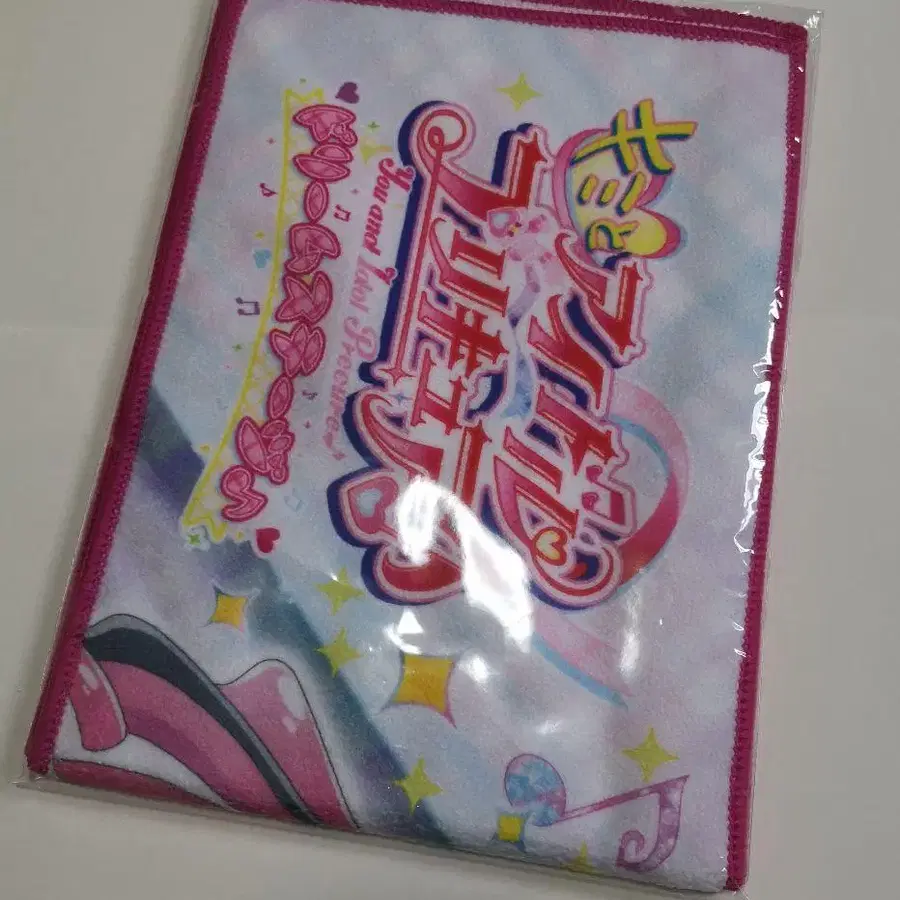 キミと
アイドル
プリキュア♪
You and Idol Precure♪
ドリームステージ♪